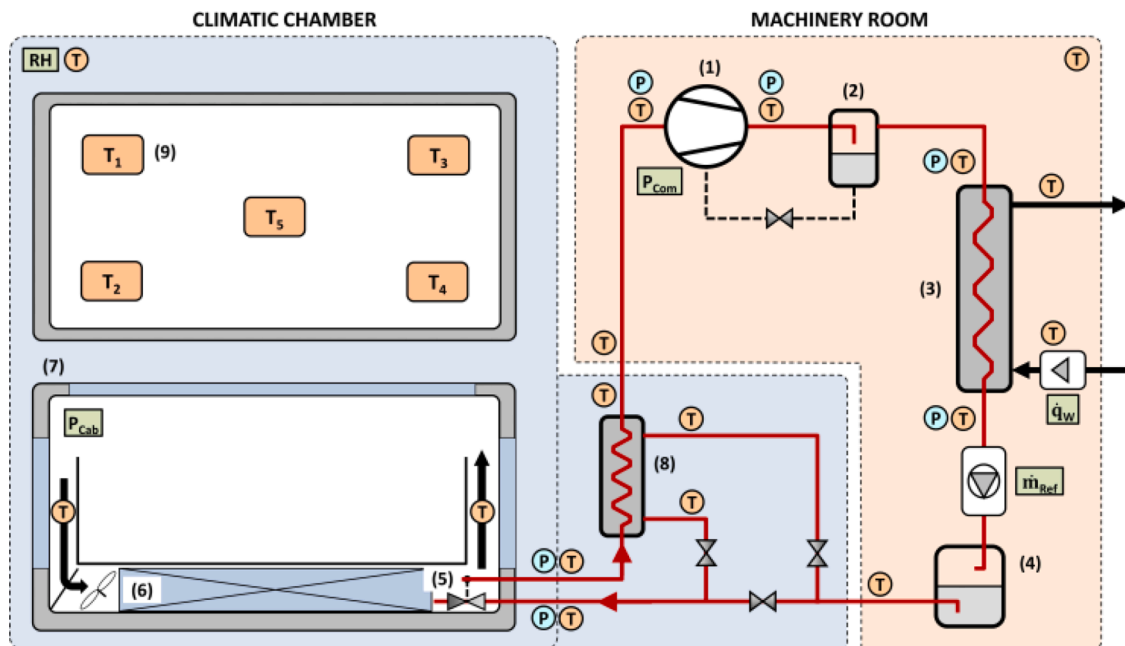 CLIMATIC CHAMBER
MACHINERY ROOM
RH T
T
(1)
P
P
(2)
T
T
T₁ (9)
T₃
P T
P_Com
T
T₅
T₂
T₄
(3)
T
T
(7)
T
q̇_W
P_Cab
T
P T
(8)
ṁ_Ref
T
T
T
(6)
(5)
P T
(4)
T
P T